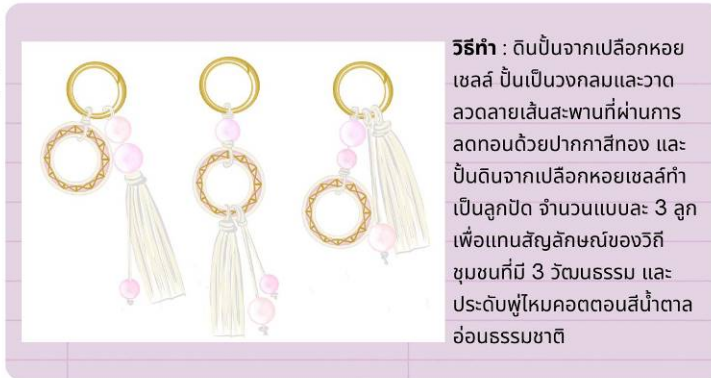 วิธีทำ : ดินปั้นจากเปลือกหอย
เชลล์ ปั้นเป็นวงกลมและวาด
ลวดลายเส้นสะพานที่ผ่านการ
ลดทอนด้วยปากกาสีทอง และ
ปั้นดินจากเปลือกหอยเชลล์ทำ
เป็นลูกปัด จำนวนแบบละ 3 ลูก
เพื่อแทนสัญลักษณ์ของวิถี
ชุมชนที่มี 3 วัฒนธรรม และ
ประดับพู่ไหมคอตตอนสีน้ำตาล
อ่อนธรรมชาติ